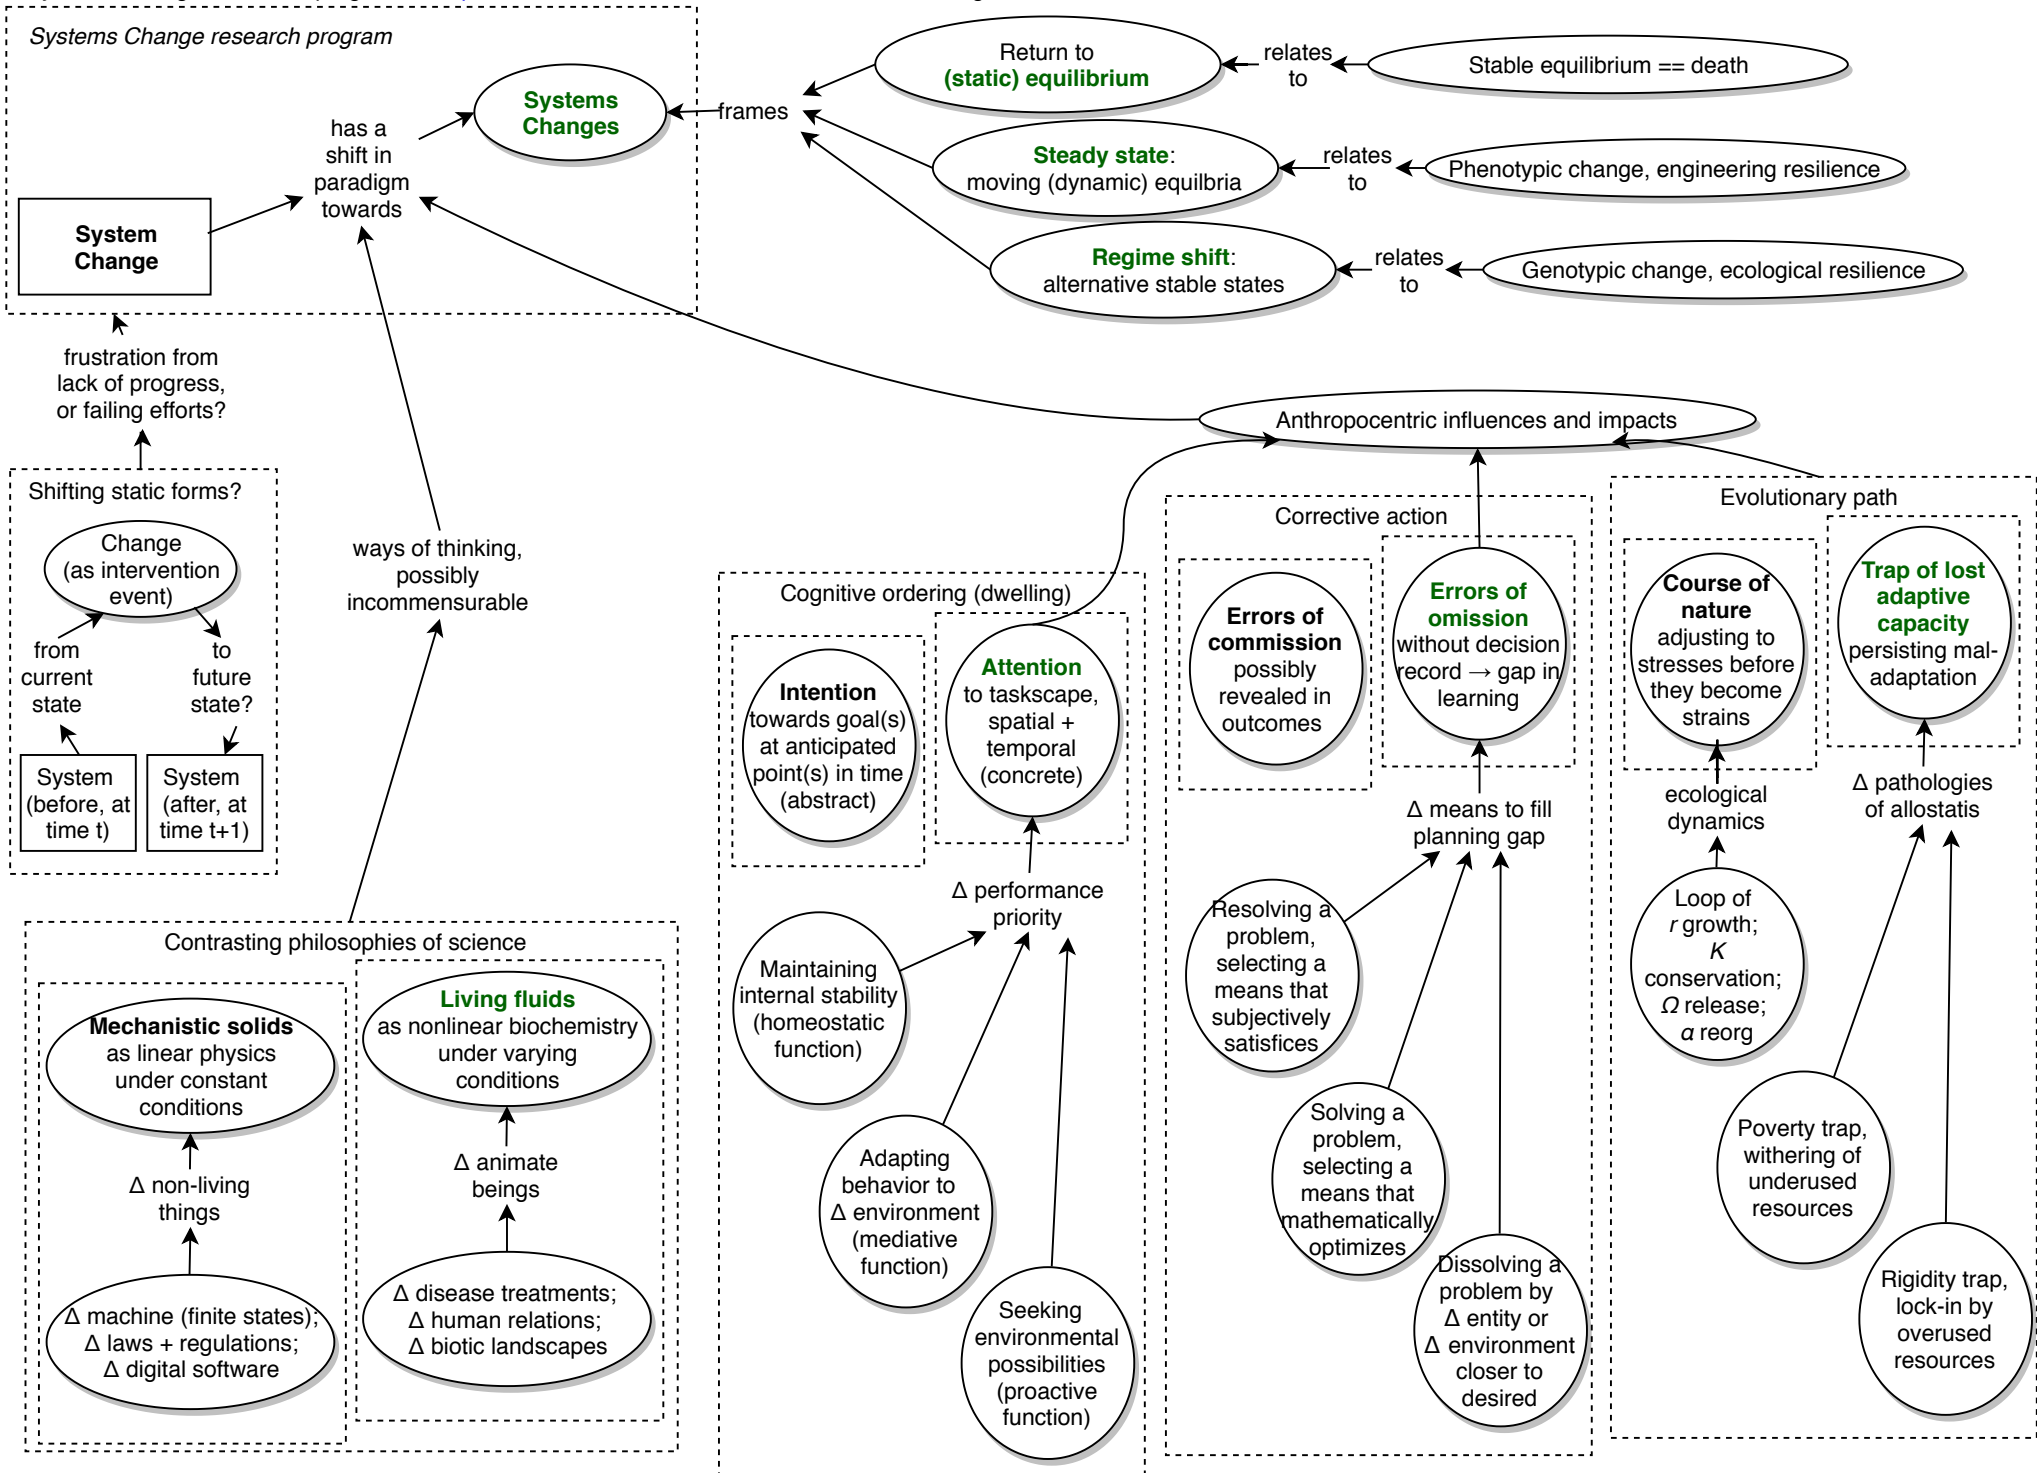 Systems Change research program
Systems
Changes
has a
shift in
paradigm
towards
System
Change
frames
Return to
(static) equilibrium
relates
to
Stable equilibrium == death
Steady state:
moving (dynamic) equilbria
relates
to
Phenotypic change, engineering resilience
Regime shift:
alternative stable states
relates
to
Genotypic change, ecological resilience
frustration from
lack of progress,
or failing efforts?
Shifting static forms?
Change
(as intervention
event)
from
current
state
to
future
state?
System
(before, at
time t)
System
(after, at
time t+1)
ways of thinking,
possibly
incommensurable
Contrasting philosophies of science
Mechanistic solids
as linear physics
under constant
conditions
Δ non-living
things
Δ machine (finite states);
Δ laws + regulations;
Δ digital software
Living fluids
as nonlinear biochemistry
under varying
conditions
Δ animate
beings
Δ disease treatments;
Δ human relations;
Δ biotic landscapes
Anthropocentric influences and impacts
Cognitive ordering (dwelling)
Intention
towards goal(s)
at anticipated
point(s) in time
(abstract)
Attention
to taskscape,
spatial +
temporal
(concrete)
Δ performance
priority
Maintaining
internal stability
(homeostatic
function)
Adapting
behavior to
Δ environment
(mediative
function)
Seeking
environmental
possibilities
(proactive
function)
Corrective action
Errors of
commission
possibly
revealed in
outcomes
Errors of
omission
without decision
record → gap in
learning
Δ means to fill
planning gap
Resolving a
problem,
selecting a
means that
subjectively
satisfices
Solving a
problem,
selecting a
means that
mathematically
optimizes
Dissolving a
problem by
Δ entity or
Δ environment
closer to
desired
Evolutionary path
Course of
nature
adjusting to
stresses before
they become
strains
Trap of lost
adaptive
capacity
persisting mal-
adaptation
ecological
dynamics
Δ pathologies
of allostatis
Loop of
r growth;
K
conservation;
Ω release;
α reorg
Poverty trap,
withering of
underused
resources
Rigidity trap,
lock-in by
overused
resources